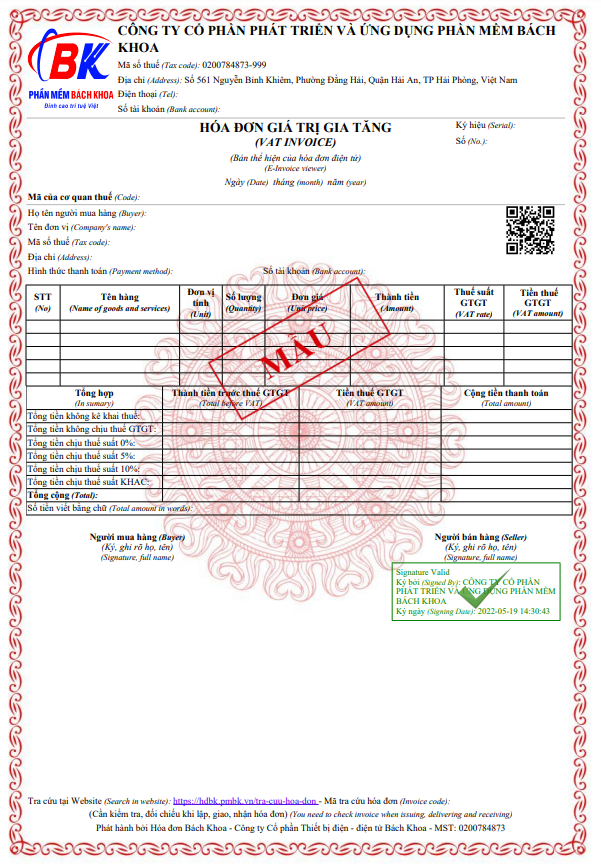 BK
PHẦN MỀM BÁCH KHOA
Đỉnh cao trí tuệ Việt
CÔNG TY CỔ PHẦN PHÁT TRIỂN VÀ ỨNG DỤNG PHẦN MỀM BÁCH
KHOA
Mã số thuế (Tax code): 0200784873-999
Địa chỉ (Address): Số 561 Nguyễn Bỉnh Khiêm, Phường Đằng Hải, Quận Hải An, TP Hải Phòng, Việt Nam
Điện thoại (Tel):
Số tài khoản (Bank account):
HÓA ĐƠN GIÁ TRỊ GIA TĂNG
(VAT INVOICE)
(Bản thể hiện của hóa đơn điện tử)
(E-Invoice viewer)
Ngày (Date) tháng (month) năm (year)
Ký hiệu (Serial):
Số (No.):
Mã của cơ quan thuế (Code):
Họ tên người mua hàng (Buyer):
Tên đơn vị (Company's name):
Mã số thuế (Tax code):
Địa chỉ (Address):
Hình thức thanh toán (Payment method): Số tài khoản (Bank account):
STT (No) Tên hàng (Name of goods and services) Đơn vị tính (Unit) Số lượng (Quantity) Đơn giá (Unit price) Thành tiền (Amount) Thuế suất GTGT (VAT rate) Tiền thuế GTGT (VAT amount)
MẪU
Tổng hợp (In sumary) Thành tiền trước thuế GTGT (Total before VAT) Tiền thuế GTGT (VAT amount) Cộng tiền thanh toán (Total amount)
Tổng tiền không kê khai thuế:
Tổng tiền không chịu thuế GTGT:
Tổng tiền chịu thuế suất 0%:
Tổng tiền chịu thuế suất 5%:
Tổng tiền chịu thuế suất 10%:
Tổng tiền chịu thuế suất KHAC:
Tổng cộng (Total):
Số tiền viết bằng chữ (Total amount in words):
Người mua hàng (Buyer)
(Ký, ghi rõ họ, tên)
(Signature, full name)
Người bán hàng (Seller)
(Ký, ghi rõ họ, tên)
(Signature, full name)
Signature Valid
Ký bởi (Signed By): CÔNG TY CỔ PHẦN
PHÁT TRIỂN VÀ ỨNG DỤNG PHẦN MỀM
BÁCH KHOA
Ký ngày (Signing Date): 2022-05-19 14:30:43
Tra cứu tại Website (Search in website): https://hdbk.pmbk.vn/tra-cuu-hoa-don - Mã tra cứu hóa đơn (Invoice code):
(Cần kiểm tra, đối chiếu khi lập, giao, nhận hóa đơn) (You need to check invoice when issuing, delivering and receiving)
Phát hành bởi Hóa đơn Bách Khoa - Công ty Cổ phần Thiết bị điện - điện tử Bách Khoa - MST: 0200784873